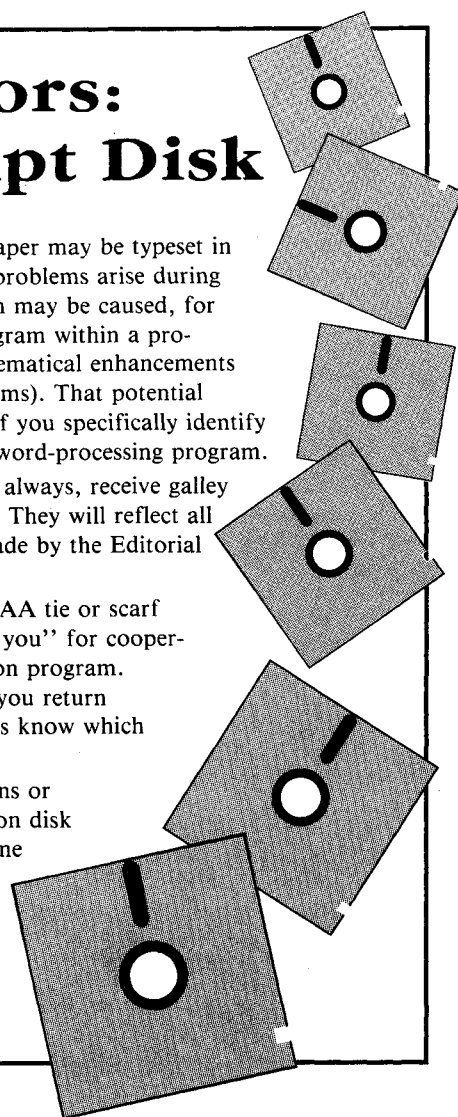 ors:
pt Disk
aper may be typeset in
problems arise during
n may be caused, for
gram within a pro-
ematical enhancements
ms). That potential
f you specifically identify
word-processing program.
always, receive galley
They will reflect all
ade by the Editorial
AA tie or scarf
you” for cooper-
on program.
you return
s know which
ns or
on disk
ne